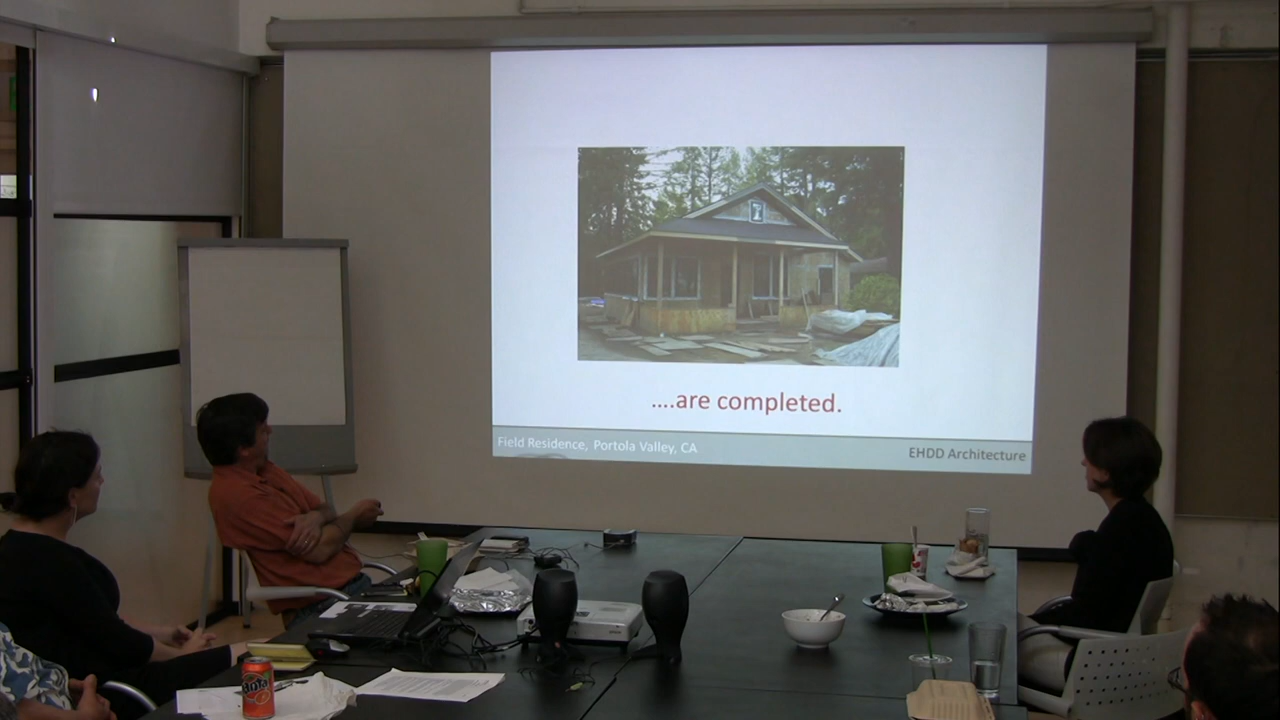 ....are completed.
Field Residence, Portola Valley, CA
EHDD Architecture
Fanta